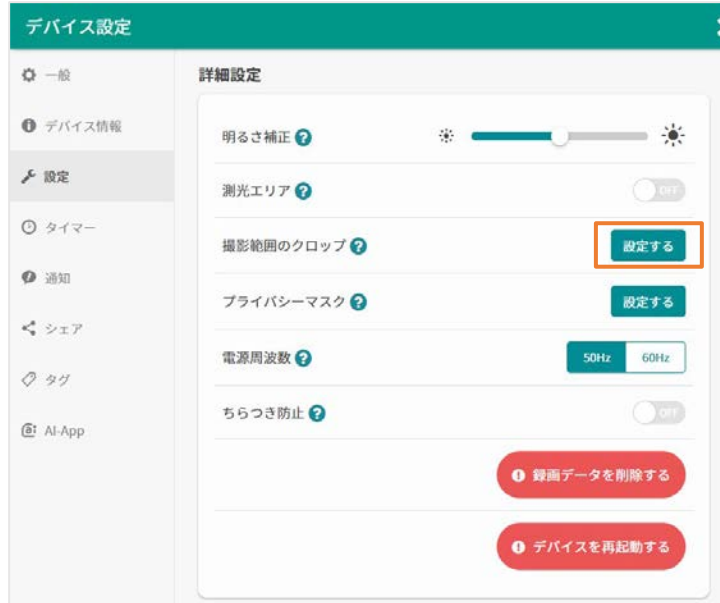 デバイス設定
一般
デバイス情報
設定
タイマー
通知
シェア
タグ
AI-App
詳細設定
明るさ補正
測光エリア
OFF
撮影範囲のクロップ
設定する
プライバシーマスク
設定する
電源周波数
50Hz
60Hz
ちらつき防止
OFF
録画データを削除する
デバイスを再起動する